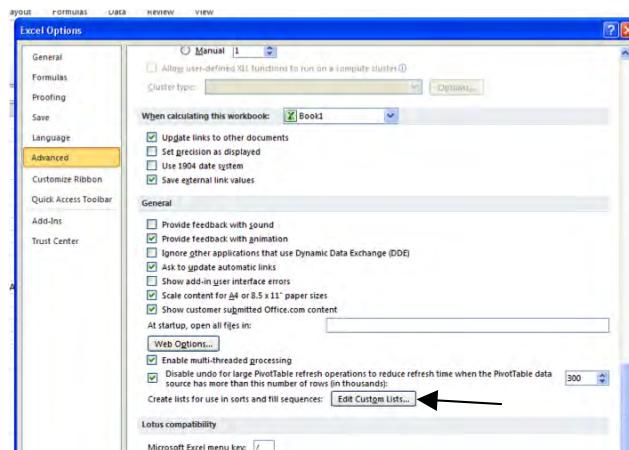 ayout Formulas Data Review View
Excel Options
General
Formulas
Proofing
Save
Language
Advanced
Customize Ribbon
Quick Access Toolbar
Add-Ins
Trust Center
Manual 1
Allow user-defined XLL functions to run on a compute cluster
Cluster type: Options...
When calculating this workbook: Book1
Update links to other documents
Set precision as displayed
Use 1904 date system
Save external link values
General
Provide feedback with sound
Provide feedback with animation
Ignore other applications that use Dynamic Data Exchange (DDE)
Ask to update automatic links
Show add-in user interface errors
Scale content for A4 or 8.5 x 11" paper sizes
Show customer submitted Office.com content
At startup, open all files in:
Web Options...
Enable multi-threaded processing
Disable undo for large PivotTable refresh operations to reduce refresh time when the PivotTable data
source has more than this number of rows (in thousands): 300
Create lists for use in sorts and fill sequences: Edit Custom Lists...
Lotus compatibility
Microsoft Excel menu key: /